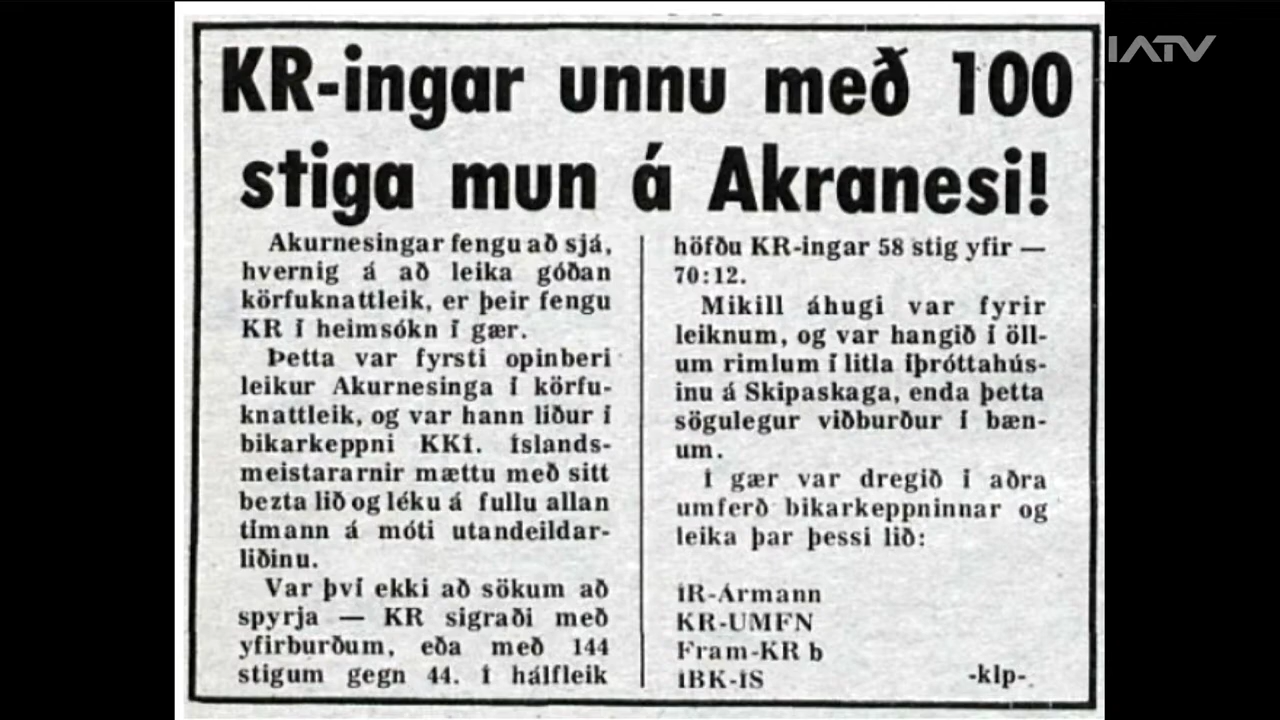 IATV
KR-ingar unnu með 100
stiga mun á Akranesi!
Akurnesingar fengu að sjá,
hvernig á að leika góðan
körfuknattleik, er þeir fengu
KR í heimsókn í gær.
Þetta var fyrsti opinberi
leikur Akurnesinga í körfu-
knattleik, og var hann liður í
bikarkeppni KKÍ. Íslands-
meistararnir mættu með sitt
bezta lið og léku á fullu allan
tímann á móti utandeildar-
liðinu.
Var því ekki að sökum að
spyrja — KR sigraði með
yfirburðum, eða með 144
stigum gegn 44. Í hálfleik
höfðu KR-ingar 58 stig yfir —
70:12.
Mikill áhugi var fyrir
leiknum, og var hangið í öll-
um rimlum í litla íþróttahús-
inu á Skipaskaga, enda þetta
sögulegur viðburður í bæn-
um.
Í gær var dregið í aðra
umferð bikarkeppninnar og
leika þar þessi lið:
ÍR-Ármann
KR-UMFN
Fram-KR b
ÍBK-ÍS
-klp-.